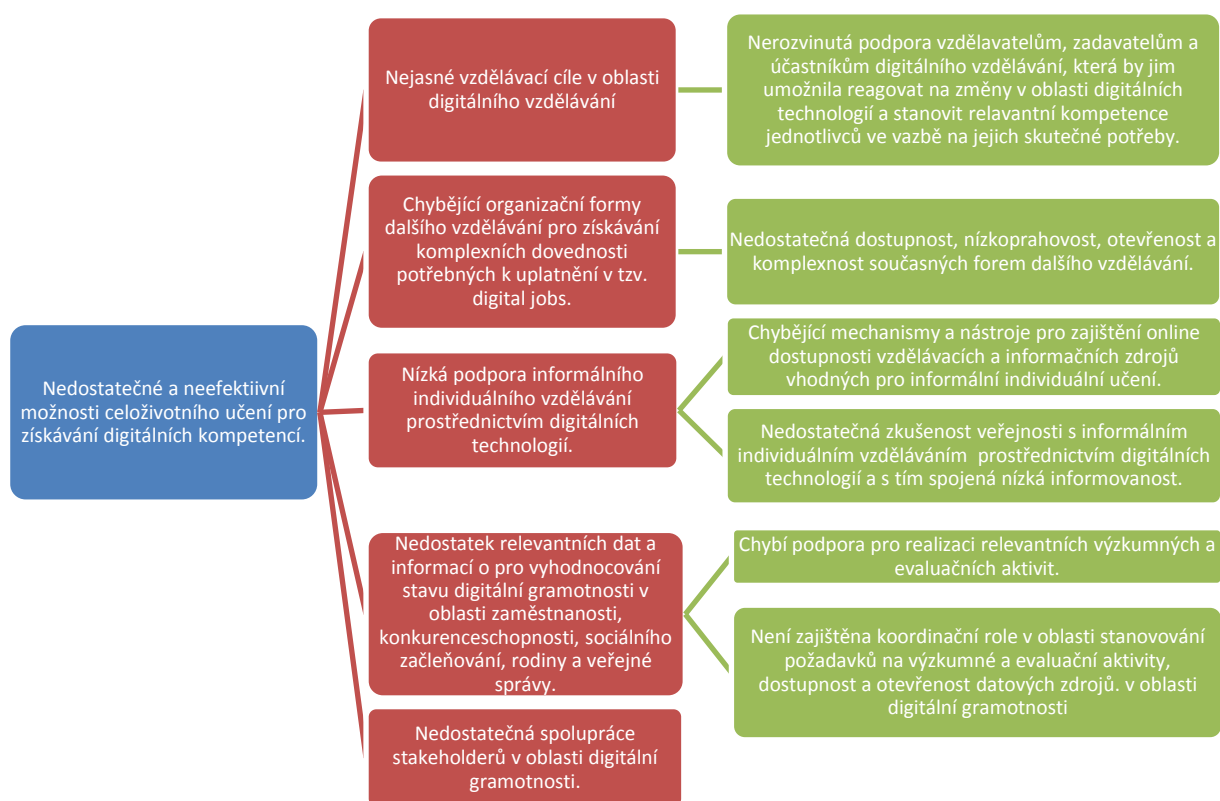 Nejasné vzdělávací cíle v oblasti
digitálního vzdělávání
Nerozvinutá podpora vzdělavatelům, zadavatelům a
účastníkům digitálního vzdělávání, která by jim
umožnila reagovat na změny v oblasti digitálních
technologií a stanovit relavantní kompetence
jednotlivců ve vazbě na jejich skutečné potřeby.
Chybějící organizační formy
dalšího vzdělávání pro získávání
komplexních dovedností
potřebných k uplatnění v tzv.
digital jobs.
Nedostatečná dostupnost, nízkoprahovost, otevřenost a
komplexnost současných forem dalšího vzdělávání.
Nedostatečné a neefektiivní
možnosti celoživotního učení pro
získávání digitálních kompetencí.
Nízká podpora informálního
individuálního vzdělávání
prostřednictvím digitálních
technologií.
Chybějící mechanismy a nástroje pro zajištění online
dostupnosti vzdělávacích a informačních zdrojů
vhodných pro informální individuální učení.
Nedostatečná zkušenost veřejnosti s informálním
individuálním vzděláváním prostřednictvím digitálních
technologií a s tím spojená nízká informovanost.
Nedostatek relevantních dat a
informací o pro vyhodnocování
stavu digitální gramotnosti v
oblasti zaměstnanosti,
konkurenceschopnosti, sociálního
začleňování, rodiny a veřejné
správy.
Chybí podpora pro realizaci relevantních výzkumných a
evaluačních aktivit.
Není zajištěna koordinační role v oblasti stanovování
požadavků na výzkumné a evaluační aktivity,
dostupnost a otevřenost datových zdrojů. v oblasti
digitální gramotnosti
Nedostatečná spolupráce
stakeholderů v oblasti digitální
gramotnosti.